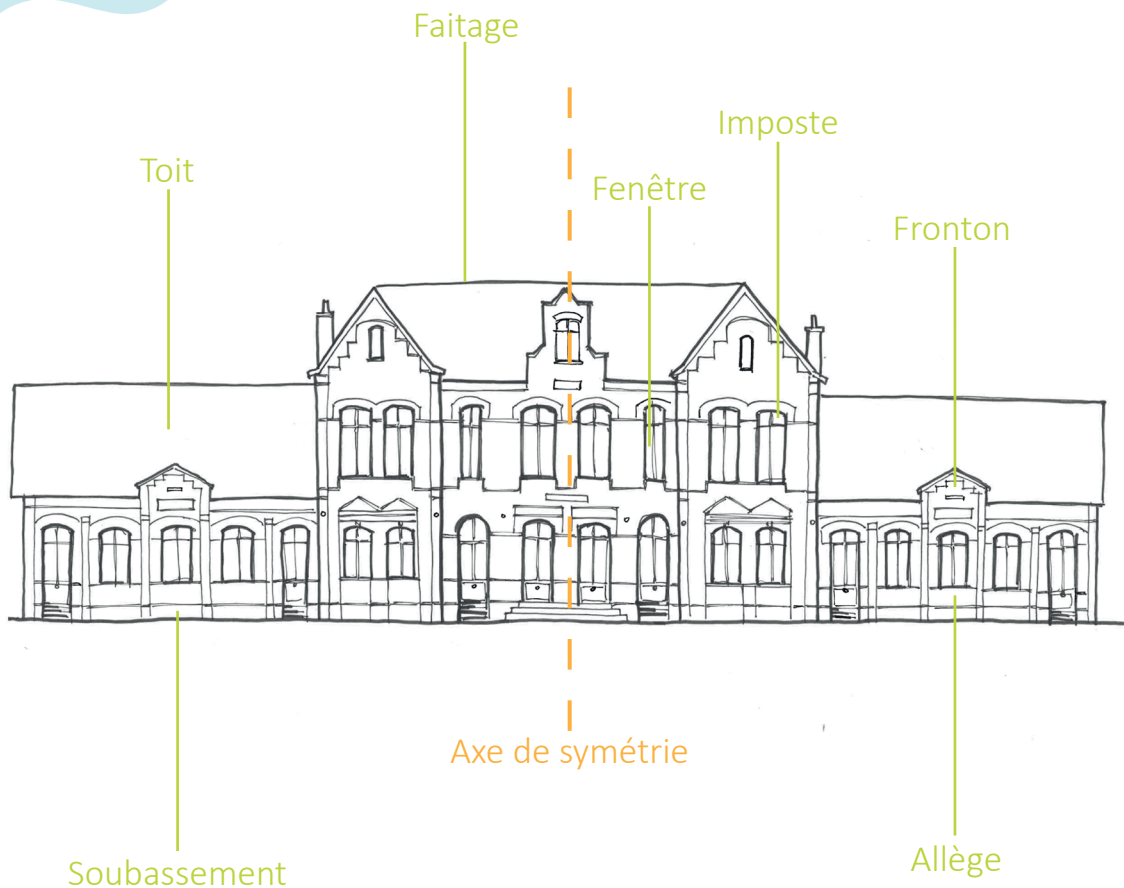 Faitage
Imposte
Toit
Fenêtre
Fronton
Axe de symétrie
Allège
Soubassement